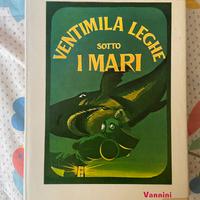 VENTIMILA LEGHE
SOTTO
I MARI
Vannini